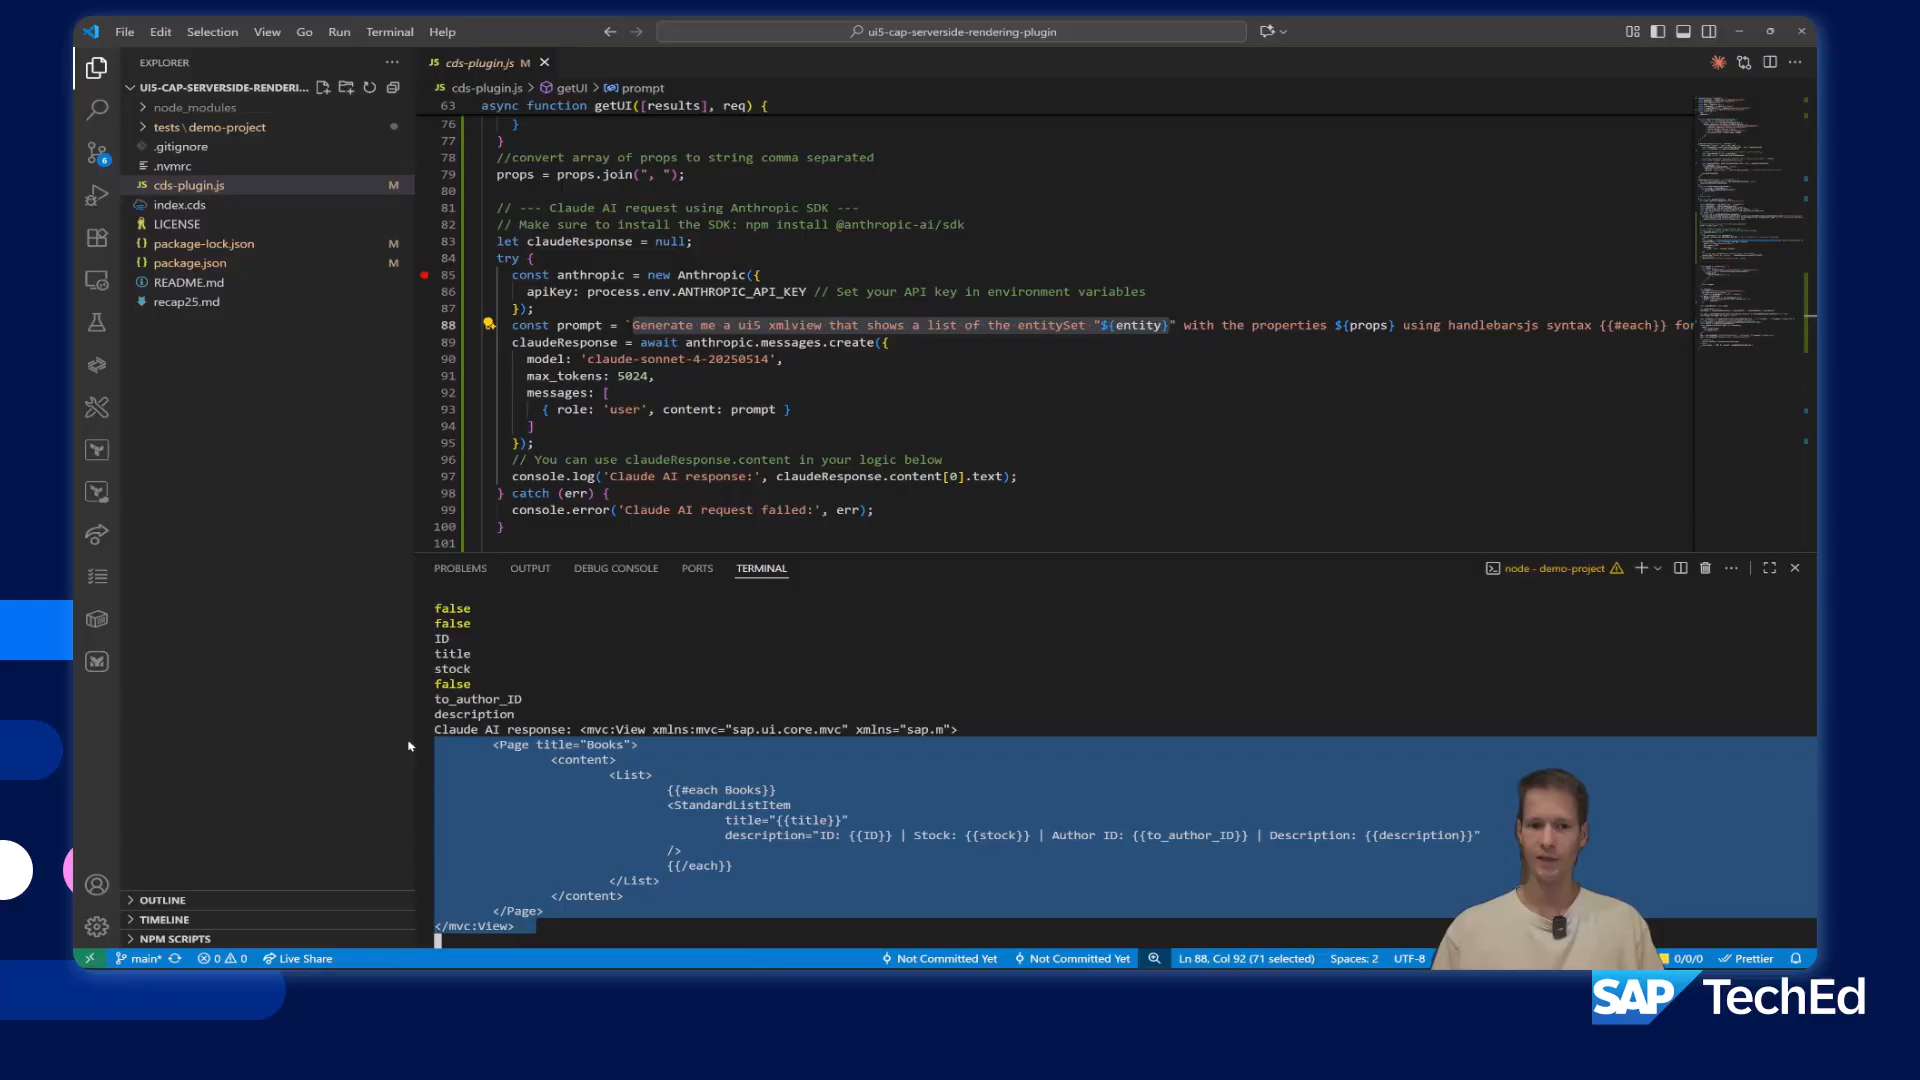 File Edit Selection View Go Run Terminal Help
ui5-cap-serverside-rendering-plugin
EXPLORER
UI5-CAP-SERVERSIDE-RENDERI...
node_modules
tests\demo-project
.gitignore
.nvmrc
cds-plugin.js M
index.cds
LICENSE
package-lock.json M
package.json M
README.md
recap25.md
OUTLINE
TIMELINE
NPM SCRIPTS
6
JS cds-plugin.js M
JS cds-plugin.js > getUI > prompt
63 async function getUI([results], req) {
76 }
77 }
78 //convert array of props to string comma separated
79 props = props.join(", ");
80
81 // --- Claude AI request using Anthropic SDK ---
82 // Make sure to install the SDK: npm install @anthropic-ai/sdk
83 let claudeResponse = null;
84 try {
85 const anthropic = new Anthropic({
86 apiKey: process.env.ANTHROPIC_API_KEY // Set your API key in environment variables
87 });
88 const prompt = `Generate me a ui5 xmlview that shows a list of the entitySet "${entity}" with the properties ${props} using handlebarsjs syntax {{#each}} for
89 claudeResponse = await anthropic.messages.create({
90 model: 'claude-sonnet-4-20250514',
91 max_tokens: 5024,
92 messages: [
93 { role: 'user', content: prompt }
94 ]
95 });
96 // You can use claudeResponse.content in your logic below
97 console.log('Claude AI response:', claudeResponse.content[0].text);
98 } catch (err) {
99 console.error('Claude AI request failed:', err);
100 }
101
PROBLEMS OUTPUT DEBUG CONSOLE PORTS TERMINAL
node - demo-project
false
false
ID
title
stock
false
to_author_ID
description
Claude AI response: <mvc:View xmlns:mvc="sap.ui.core.mvc" xmlns="sap.m">
<Page title="Books">
<content>
<List>
{{#each Books}}
<StandardListItem
title="{{title}}"
description="ID: {{ID}} | Stock: {{stock}} | Author ID: {{to_author_ID}} | Description: {{description}}"
/>
{{/each}}
</List>
</content>
</Page>
</mvc:View>
main* 0 0 Live Share Not Committed Yet Not Committed Yet Ln 88, Col 92 (71 selected) Spaces: 2 UTF-8 0/0/0 Prettier
SAP TechEd